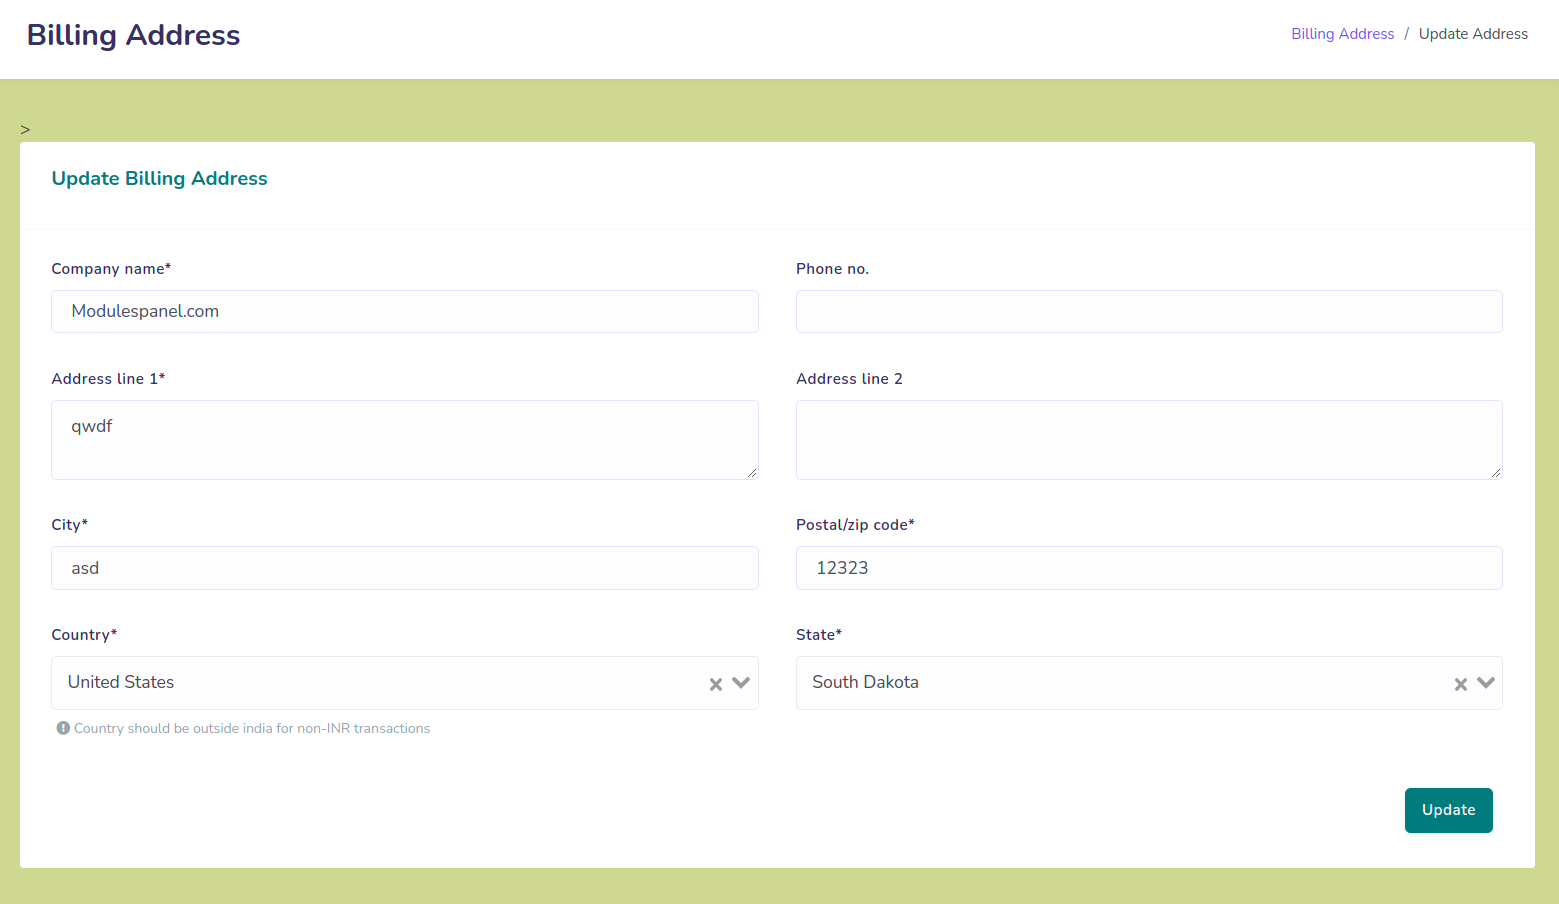 Billing Address
Billing Address / Update Address
>
Update Billing Address
Company name*
Phone no.
Modulespanel.com
Address line 1*
Address line 2
qwdf
City*
Postal/zip code*
asd
12323
Country*
State*
United States
South Dakota
Country should be outside india for non-INR transactions
Update